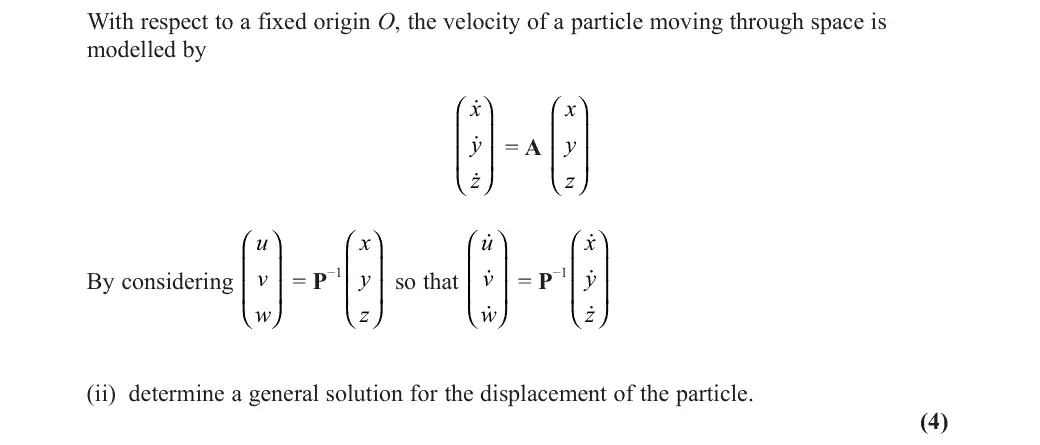 With respect to a fixed origin O, the velocity of a particle moving through space is
modelled by
(ẋ ẏ ż) = A (x y z)
By considering (u v w) = P⁻¹ (x y z) so that (u̇ v̇ ẇ) = P⁻¹ (ẋ ẏ ż)
(ii) determine a general solution for the displacement of the particle.
(4)